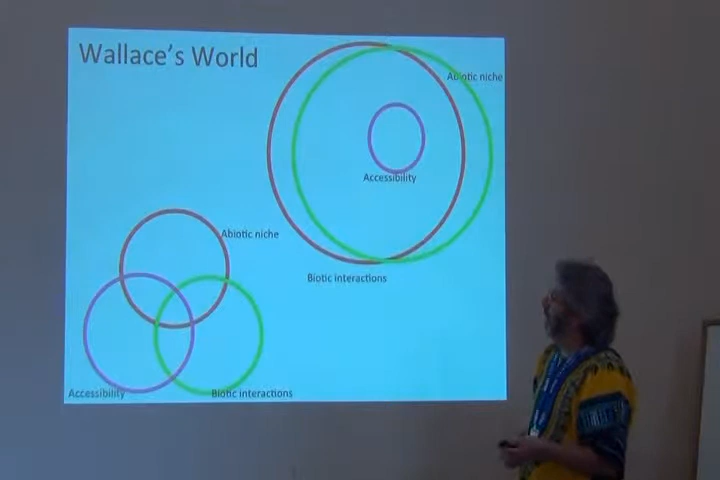 Wallace's World
Abiotic niche
Accessibility
Biotic interactions
Abiotic niche
Accessibility
Biotic interactions